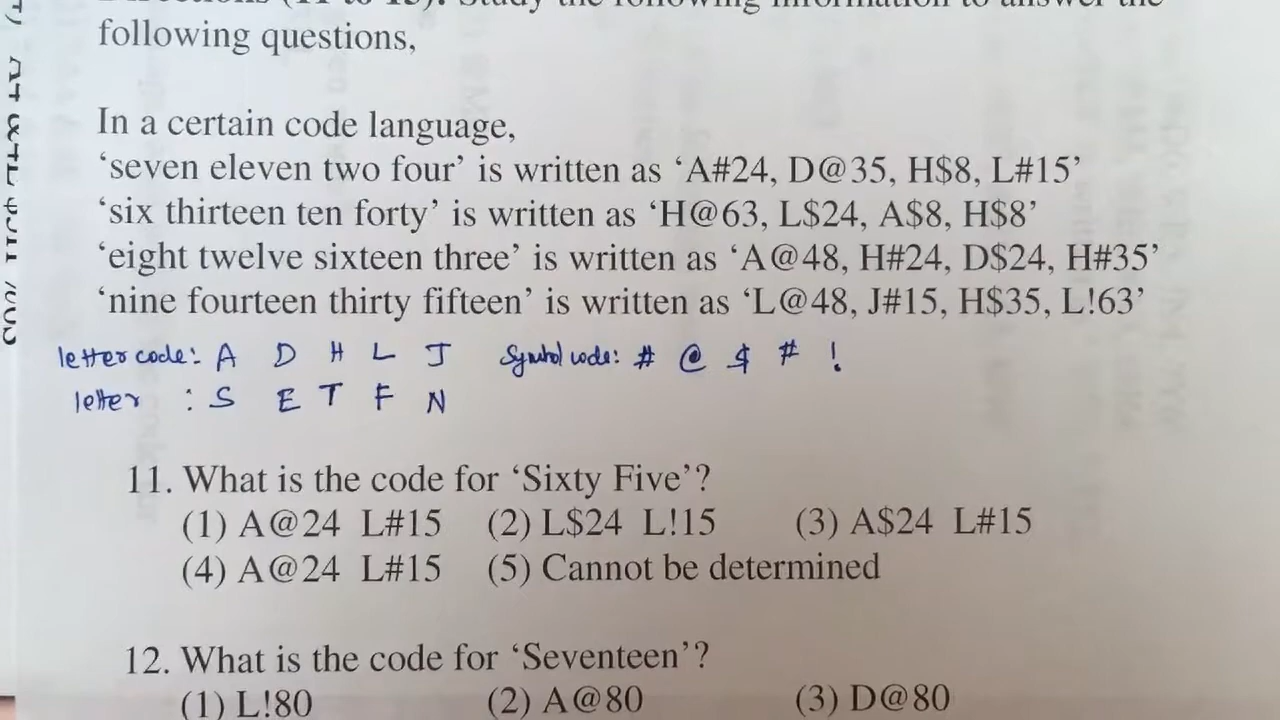 following questions,
In a certain code language,
‘seven eleven two four’ is written as ‘A#24, D@35, H$8, L#15’
‘six thirteen ten forty’ is written as ‘H@63, L$24, A$8, H$8’
‘eight twelve sixteen three’ is written as ‘A@48, H#24, D$24, H#35’
‘nine fourteen thirty fifteen’ is written as ‘L@48, J#15, H$35, L!63’
letter code: A D H L J Symbol code: # @ $ # !
letter : S E T F N
11. What is the code for ‘Sixty Five’?
(1) A@24 L#15 (2) L$24 L!15 (3) A$24 L#15
(4) A@24 L#15 (5) Cannot be determined
12. What is the code for ‘Seventeen’?
(1) L!80 (2) A@80 (3) D@80